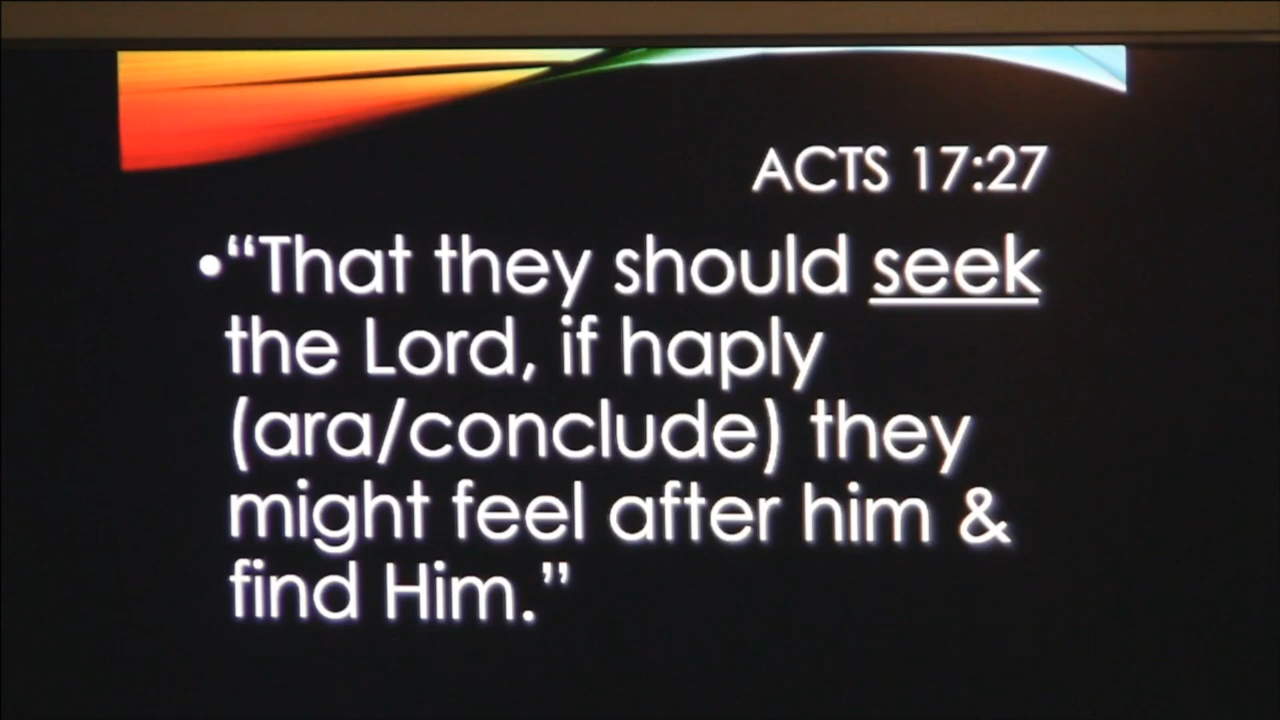 ACTS 17:27
•“That they should seek
the Lord, if haply
(ara/conclude) they
might feel after him &
find Him.”